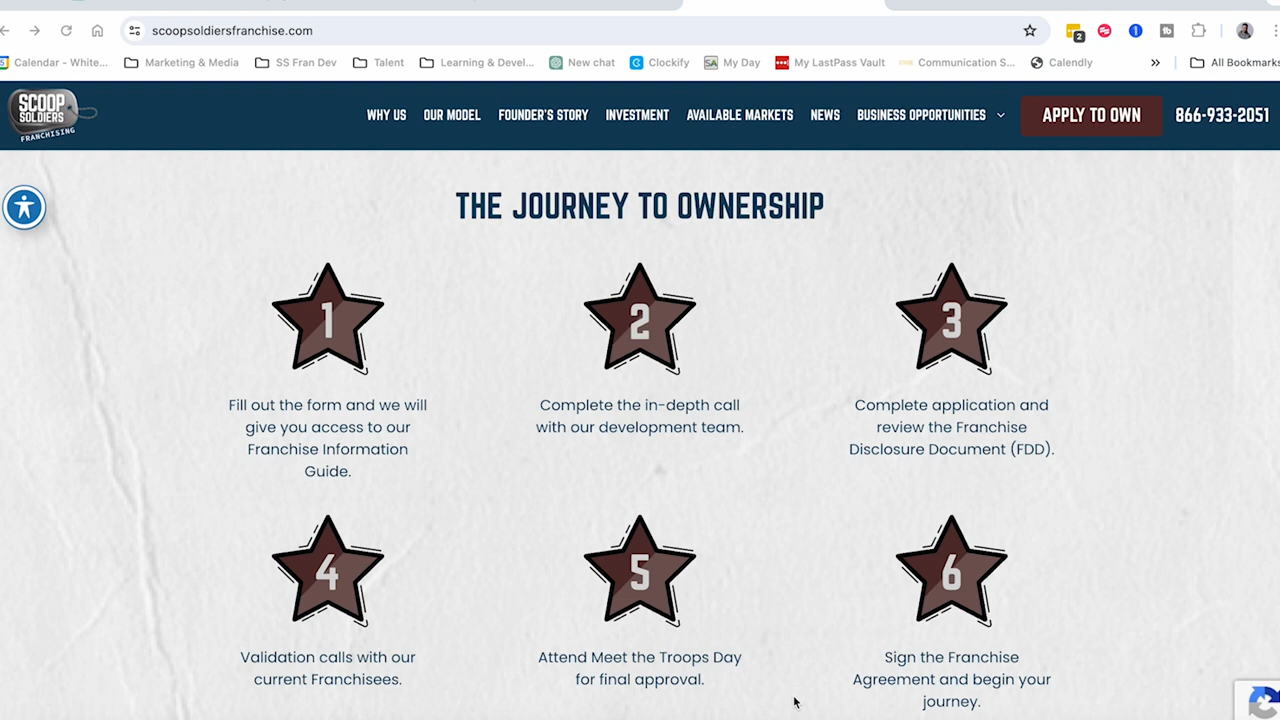 scoopsoldiersfranchise.com
2
Calendar - White...
Marketing & Media
SS Fran Dev
Talent
Learning & Devel...
New chat
Clockify
SA My Day
My LastPass Vault
Communication S...
Calendly
»
All Bookmarks
SCOOP
SOLDIERS
FRANCHISING
WHY US
OUR MODEL
FOUNDER'S STORY
INVESTMENT
AVAILABLE MARKETS
NEWS
BUSINESS OPPORTUNITIES
APPLY TO OWN
866-933-2051
THE JOURNEY TO OWNERSHIP
1
Fill out the form and we will
give you access to our
Franchise Information
Guide.
2
Complete the in-depth call
with our development team.
3
Complete application and
review the Franchise
Disclosure Document (FDD).
4
Validation calls with our
current Franchisees.
5
Attend Meet the Troops Day
for final approval.
6
Sign the Franchise
Agreement and begin your
journey.